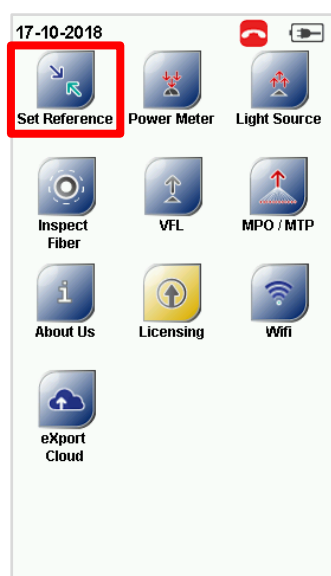 17-10-2018
Set Reference Power Meter Light Source
Inspect Fiber VFL MPO / MTP
About Us Licensing Wifi
eXport
Cloud